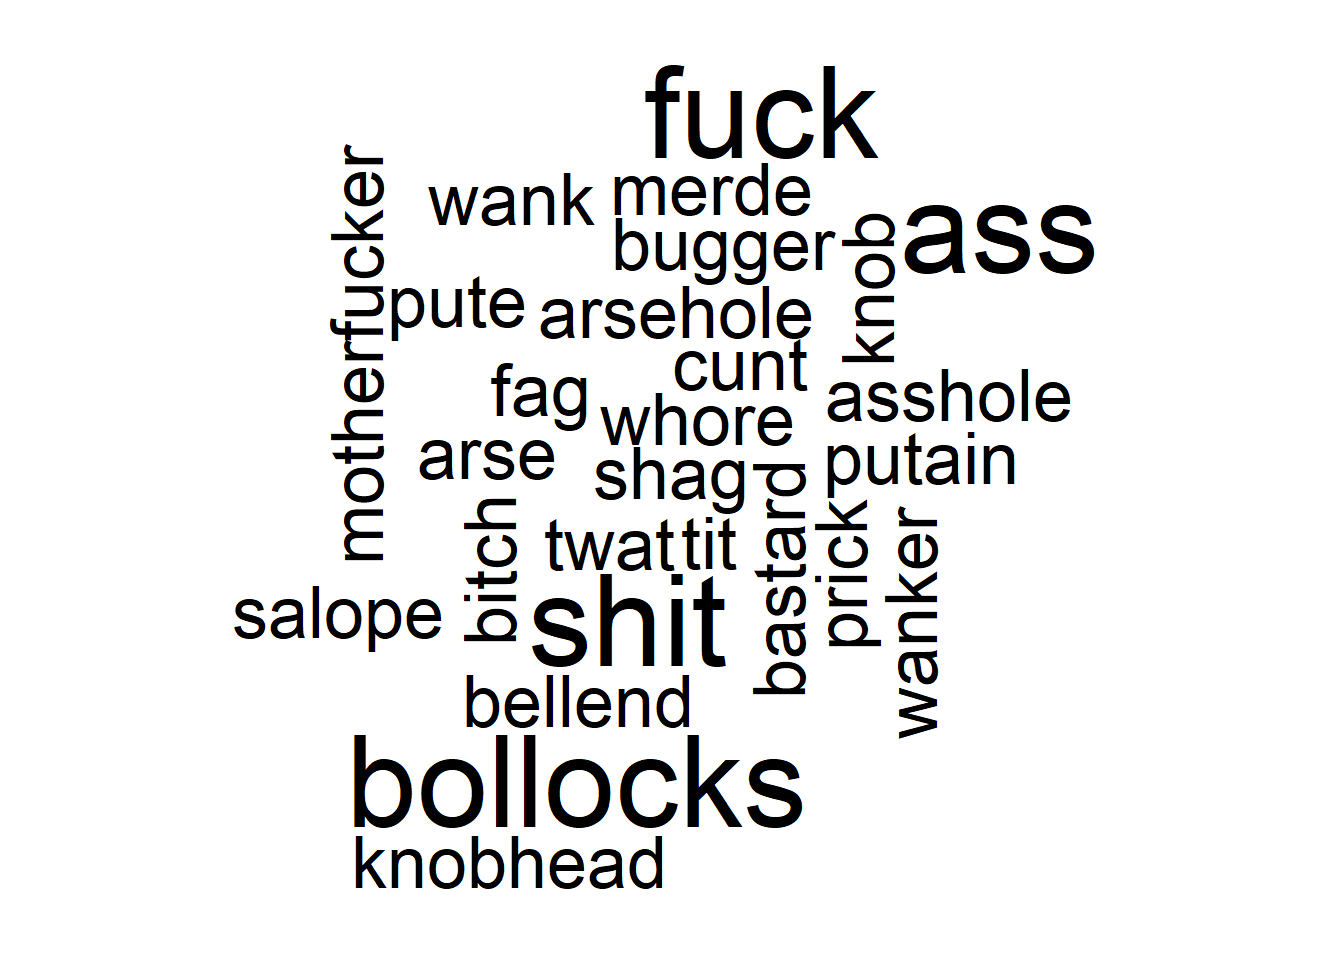 fuck
wank
merde
ass
motherfucker
bugger
knob
pute
arsehole
cunt
fag
asshole
whore
arse
putain
shag
bitch
twat
tit
bastard
prick
wanker
salope
shit
bellend
bollocks
knobhead